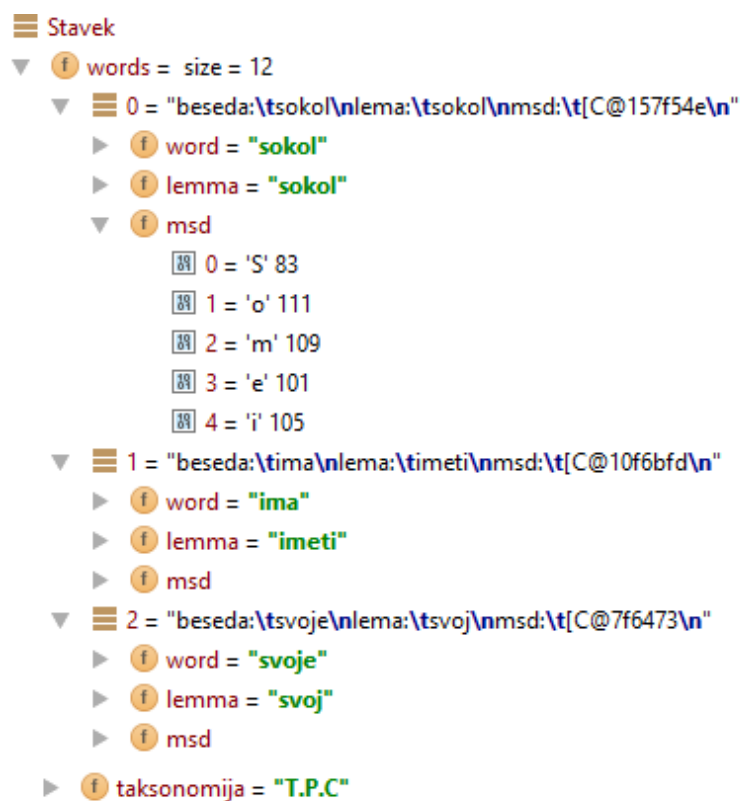 Stavek
f words = size = 12
0 = "beseda:\tsokol\nlema:\tsokol\nmsd:\t[C@157f54e\n"
f word = "sokol"
f lemma = "sokol"
f msd
0 = 'S' 83
1 = 'o' 111
2 = 'm' 109
3 = 'e' 101
4 = 'i' 105
1 = "beseda:\tima\nlema:\timeti\nmsd:\t[C@10f6bfd\n"
f word = "ima"
f lemma = "imeti"
f msd
2 = "beseda:\tsvoje\nlema:\tsvoj\nmsd:\t[C@7f6473\n"
f word = "svoje"
f lemma = "svoj"
f msd
f taksonomija = "T.P.C"